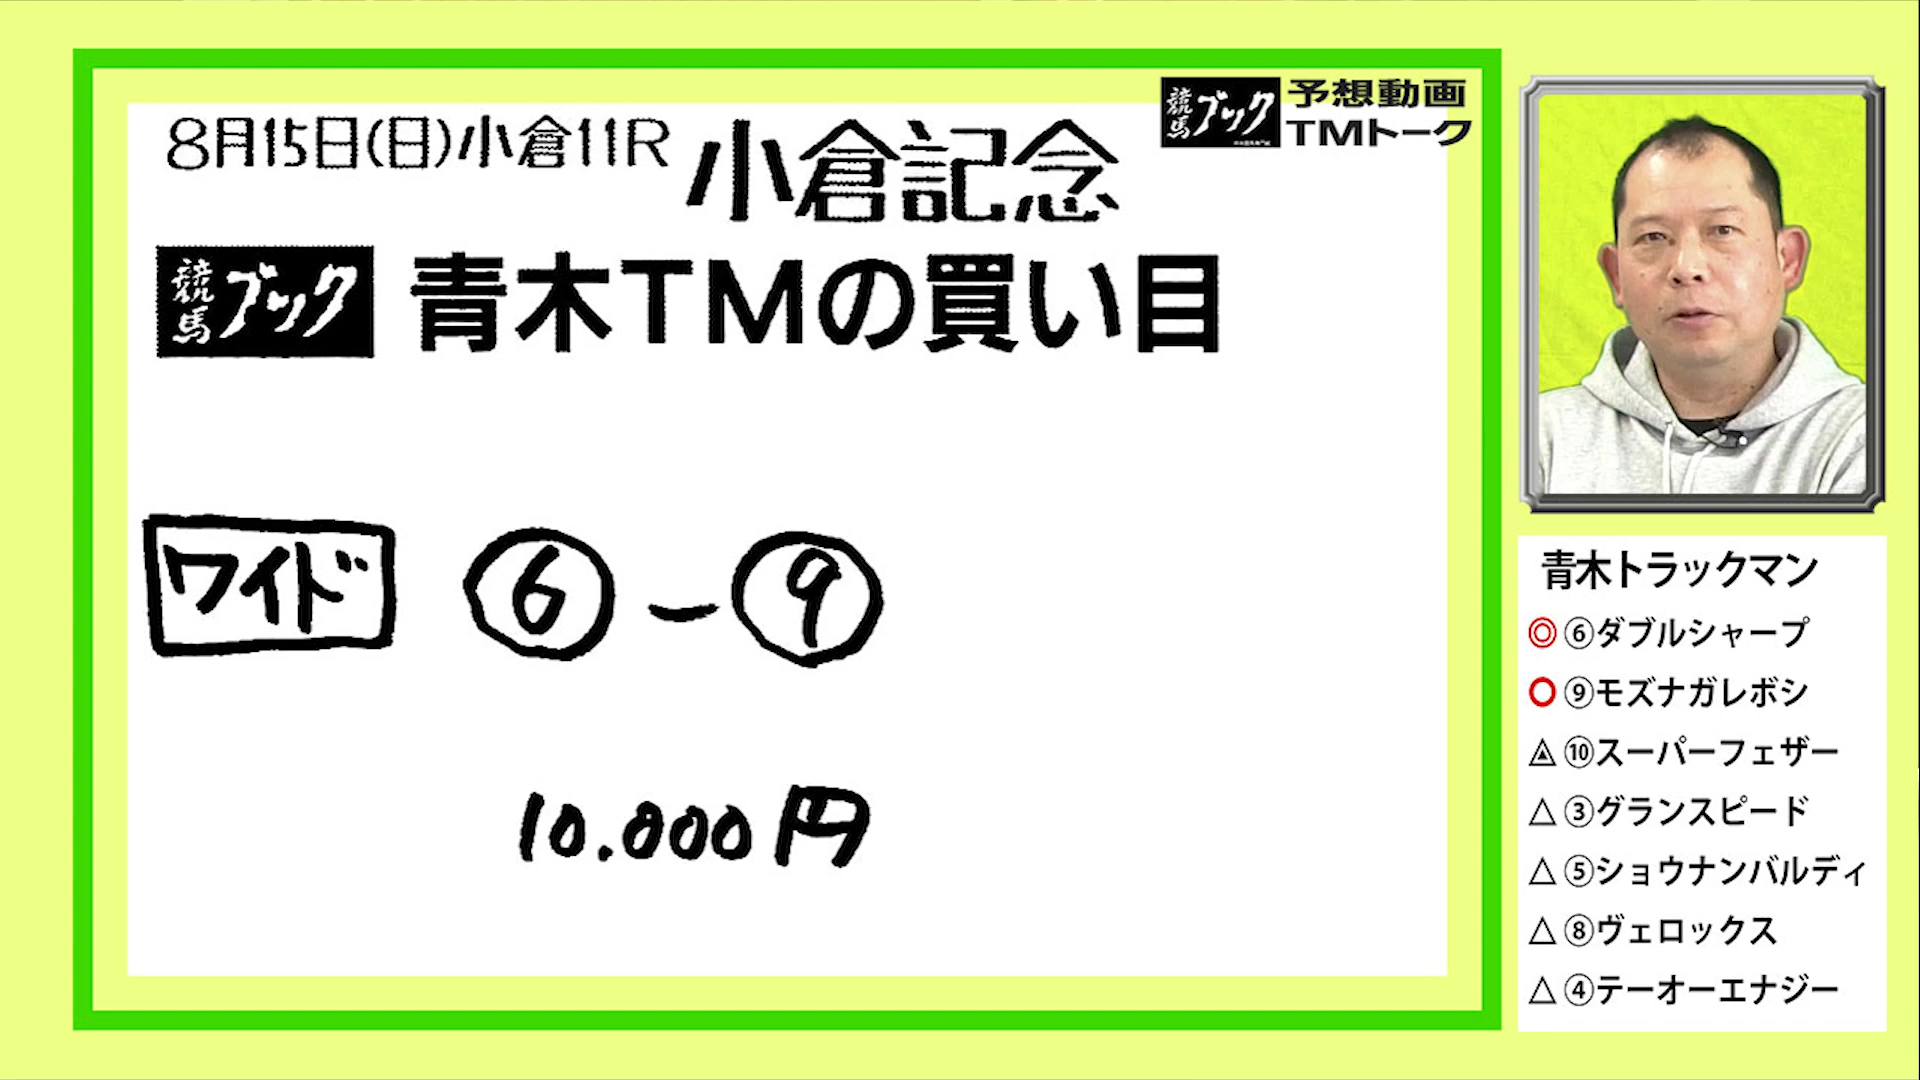 8月15日(日)小倉11R 小倉記念
競馬ブック 予想動画
TMトーク
競馬ブック 青木TMの買い目
ワイド ⑥-⑨
10.000円
青木トラックマン
◎⑥ダブルシャープ
○⑨モズナガレボシ
▲⑩スーパーフェザー
△③グランスピード
△⑤ショウナンバルディ
△⑧ヴェロックス
△④テーオーエナジー